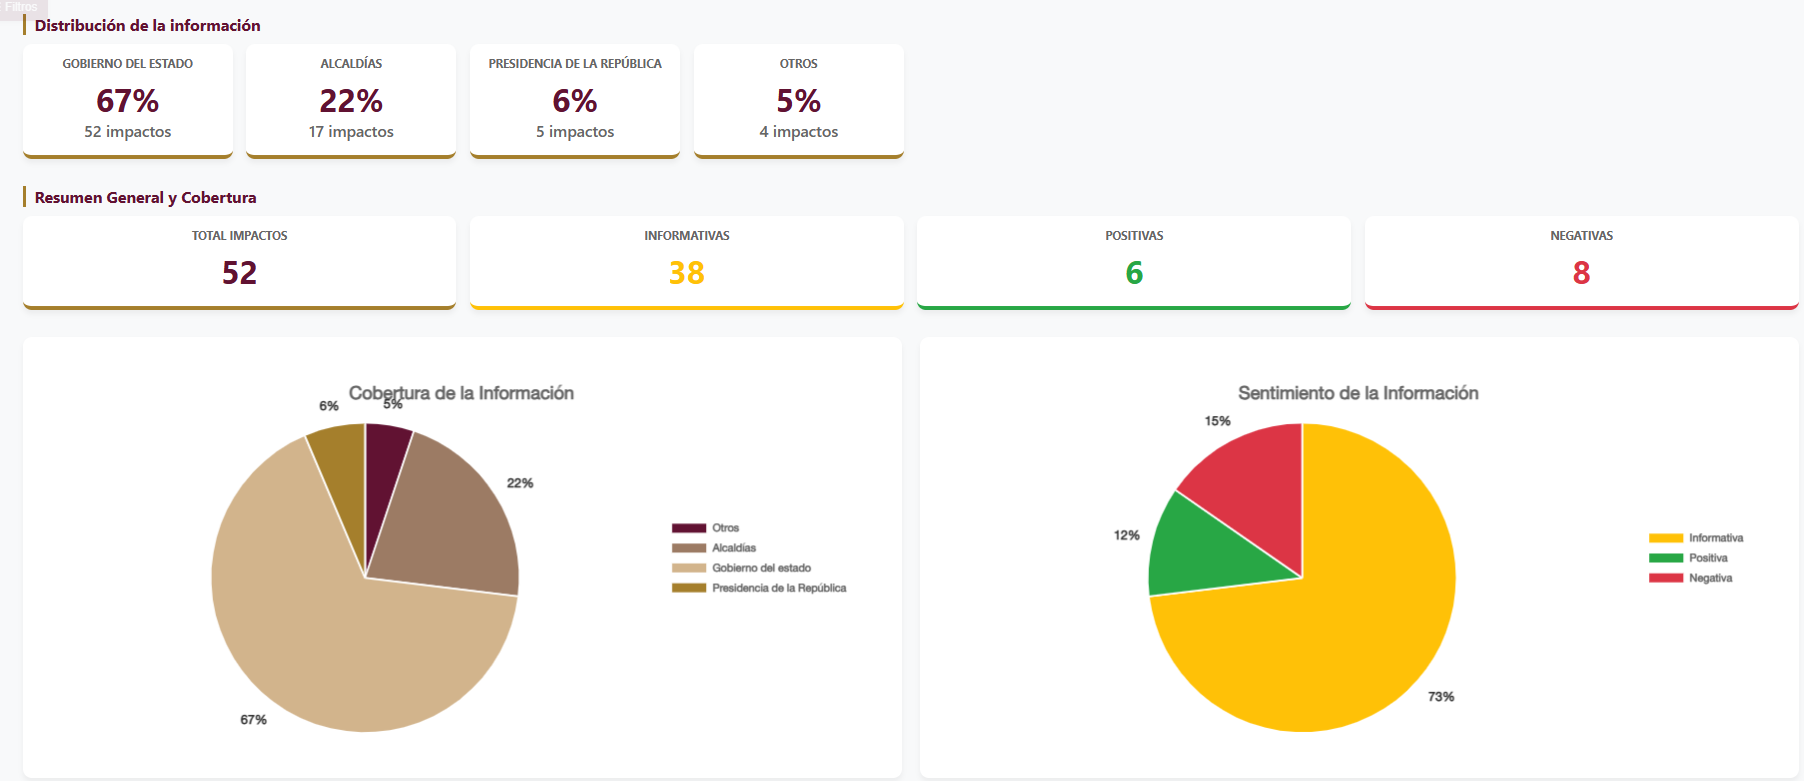 Filtros
Distribución de la información
GOBIERNO DEL ESTADO
67%
52 impactos
ALCALDÍAS
22%
17 impactos
PRESIDENCIA DE LA REPÚBLICA
6%
5 impactos
OTROS
5%
4 impactos
Resumen General y Cobertura
TOTAL IMPACTOS
52
INFORMATIVAS
38
POSITIVAS
6
NEGATIVAS
8
Cobertura de la Información
6%
5%
22%
67%
Otros
Alcaldías
Gobierno del estado
Presidencia de la República
Sentimiento de la Información
15%
12%
73%
Informativa
Positiva
Negativa